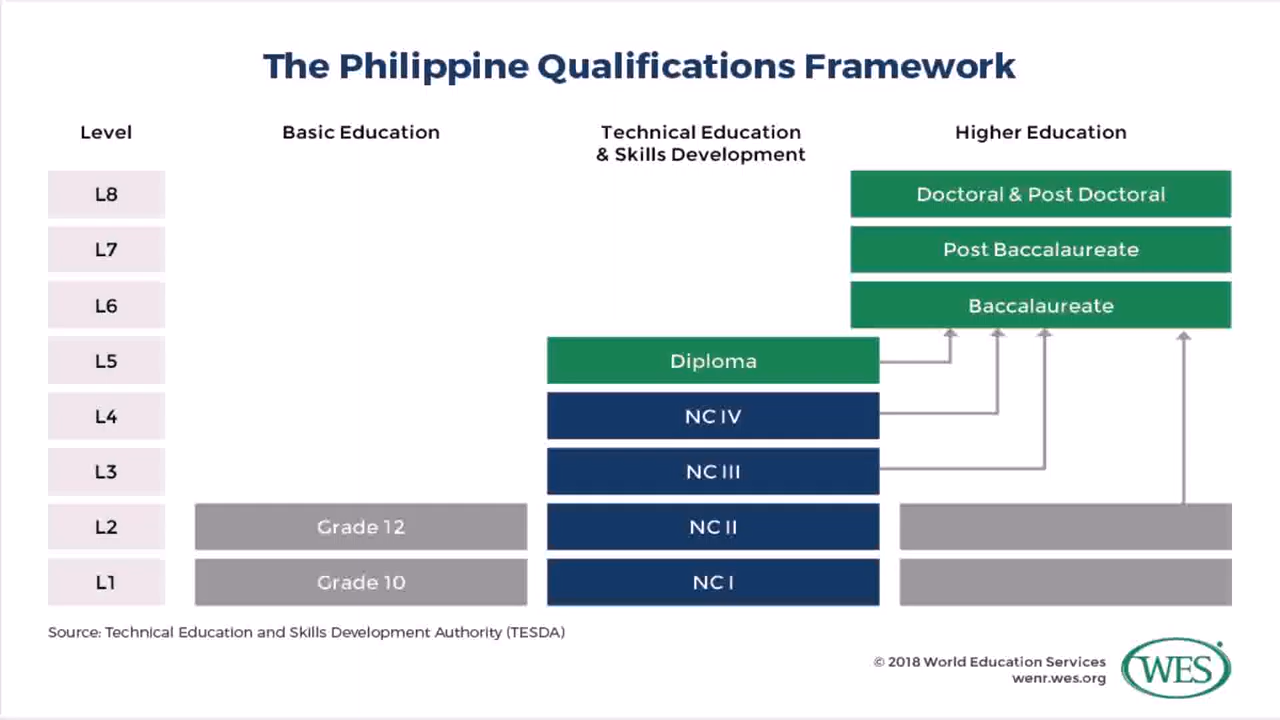 The Philippine Qualifications Framework
Level
Basic Education
Technical Education
& Skills Development
Higher Education
L8
Doctoral & Post Doctoral
L7
Post Baccalaureate
L6
Baccalaureate
L5
Diploma
L4
NC IV
L3
NC III
L2
Grade 12
NC II
L1
Grade 10
NC I
Source: Technical Education and Skills Development Authority (TESDA)
© 2018 World Education Services
wenr.wes.org
WES